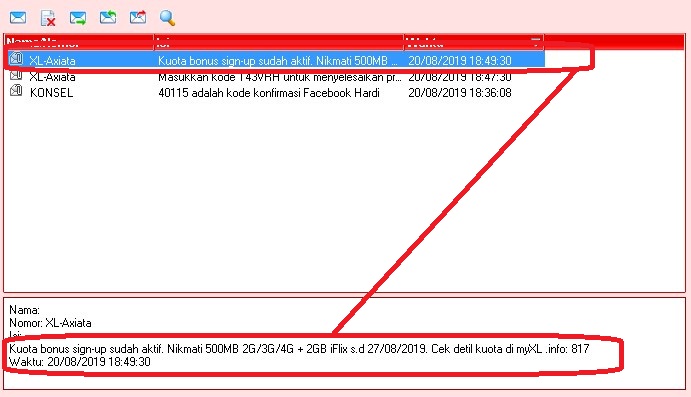 Nama/No Isi Waktu
XL-Axiata Kuota bonus sign-up sudah aktif. Nikmati 500MB ... 20/08/2019 18:49:30
XL-Axiata Masukkan kode T43VRH untuk menyelesaikan pr... 20/08/2019 18:47:30
KONSEL 40115 adalah kode konfirmasi Facebook Hardi 20/08/2019 18:36:08
Nama:
Nomor: XL-Axiata
Isi:
Kuota bonus sign-up sudah aktif. Nikmati 500MB 2G/3G/4G + 2GB iFlix s.d 27/08/2019. Cek detil kuota di myXL .info: 817
Waktu: 20/08/2019 18:49:30